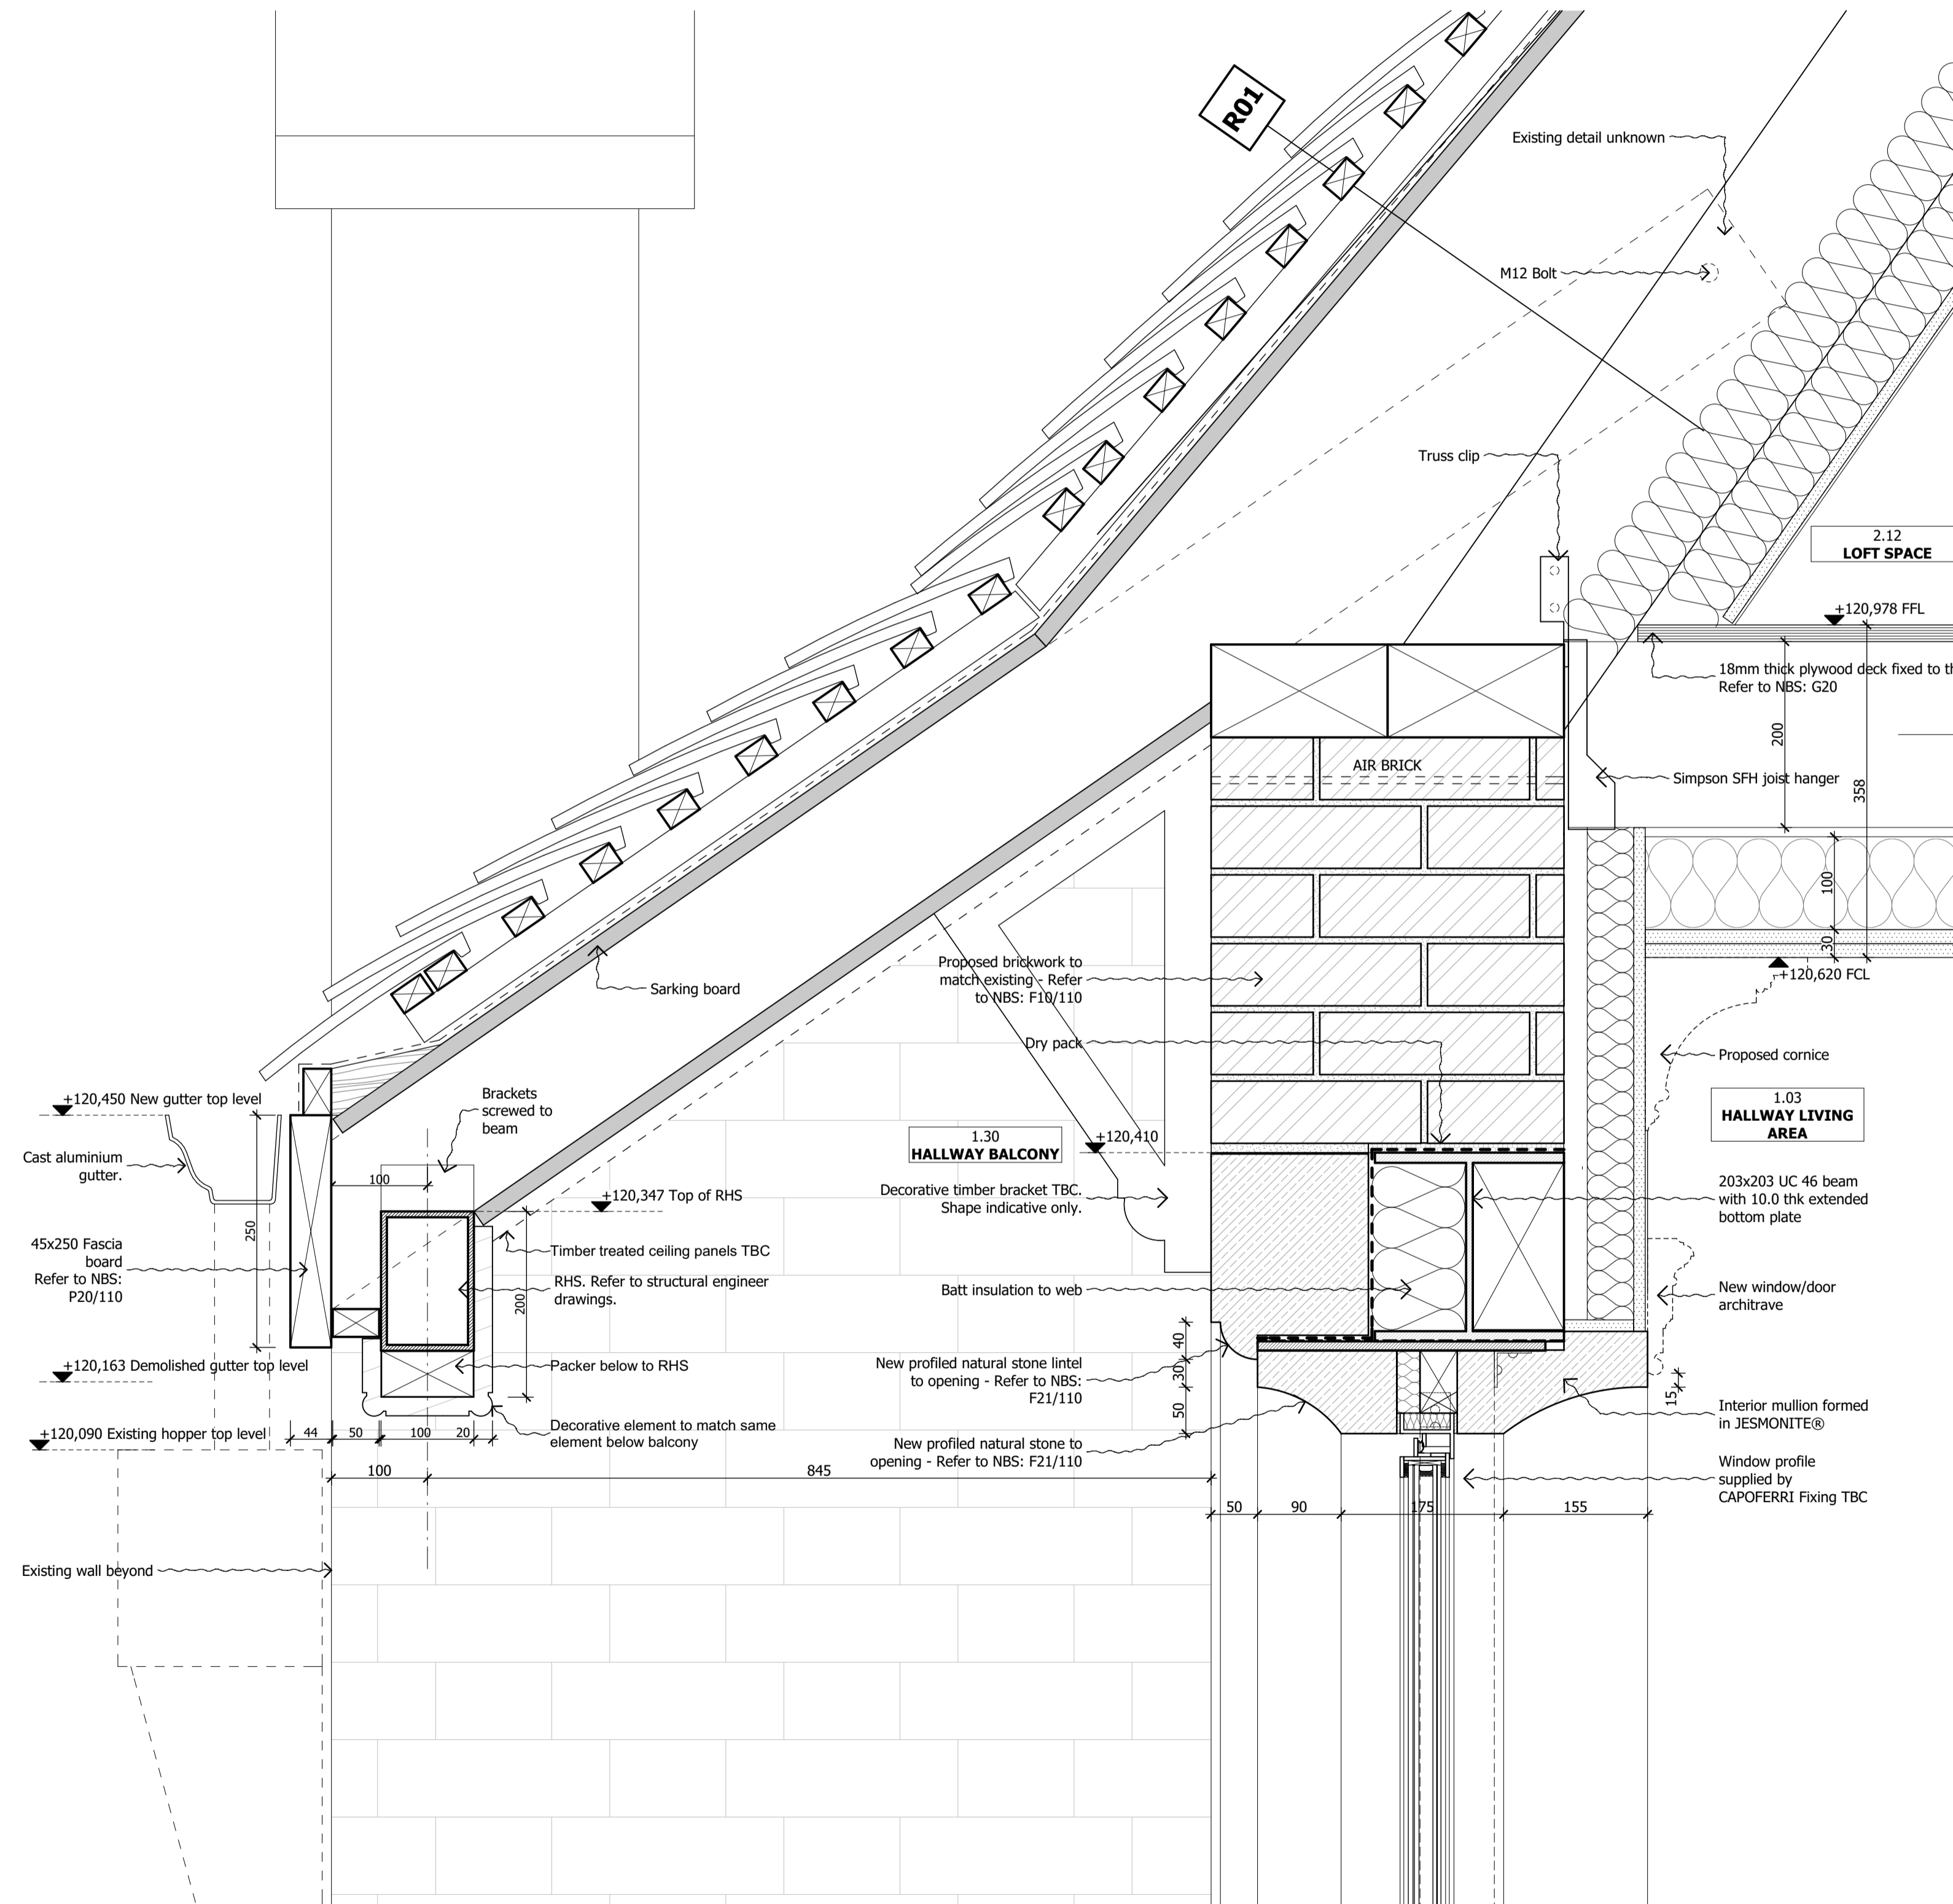 R01
Existing detail unknown
M12 Bolt
Truss clip
2.12
LOFT SPACE
+120,978 FFL
18mm thick plywood deck fixed to th
Refer to NBS: G20
200
358
AIR BRICK
Simpson SFH joist hanger
100
30
+120,620 FCL
Proposed brickwork to
match existing - Refer
to NBS: F10/110
Sarking board
Dry pack
Proposed cornice
1.03
HALLWAY LIVING
AREA
+120,450 New gutter top level
Brackets
screwed to
beam
1.30
HALLWAY BALCONY
+120,410
Cast aluminium
gutter.
100
+120,347 Top of RHS
Decorative timber bracket TBC.
Shape indicative only.
203x203 UC 46 beam
with 10.0 thk extended
bottom plate
250
45x250 Fascia
board
Refer to NBS:
P20/110
Timber treated ceiling panels TBC
RHS. Refer to structural engineer
drawings.
200
Batt insulation to web
New window/door
architrave
+120,163 Demolished gutter top level
Packer below to RHS
New profiled natural stone lintel
to opening - Refer to NBS:
F21/110
40
30
50
15
Interior mullion formed
in JESMONITE®
+120,090 Existing hopper top level
44
50
100
20
Decorative element to match same
element below balcony
New profiled natural stone to
opening - Refer to NBS: F21/110
Window profile
supplied by
CAPOFERRI Fixing TBC
100
845
50
90
175
155
Existing wall beyond